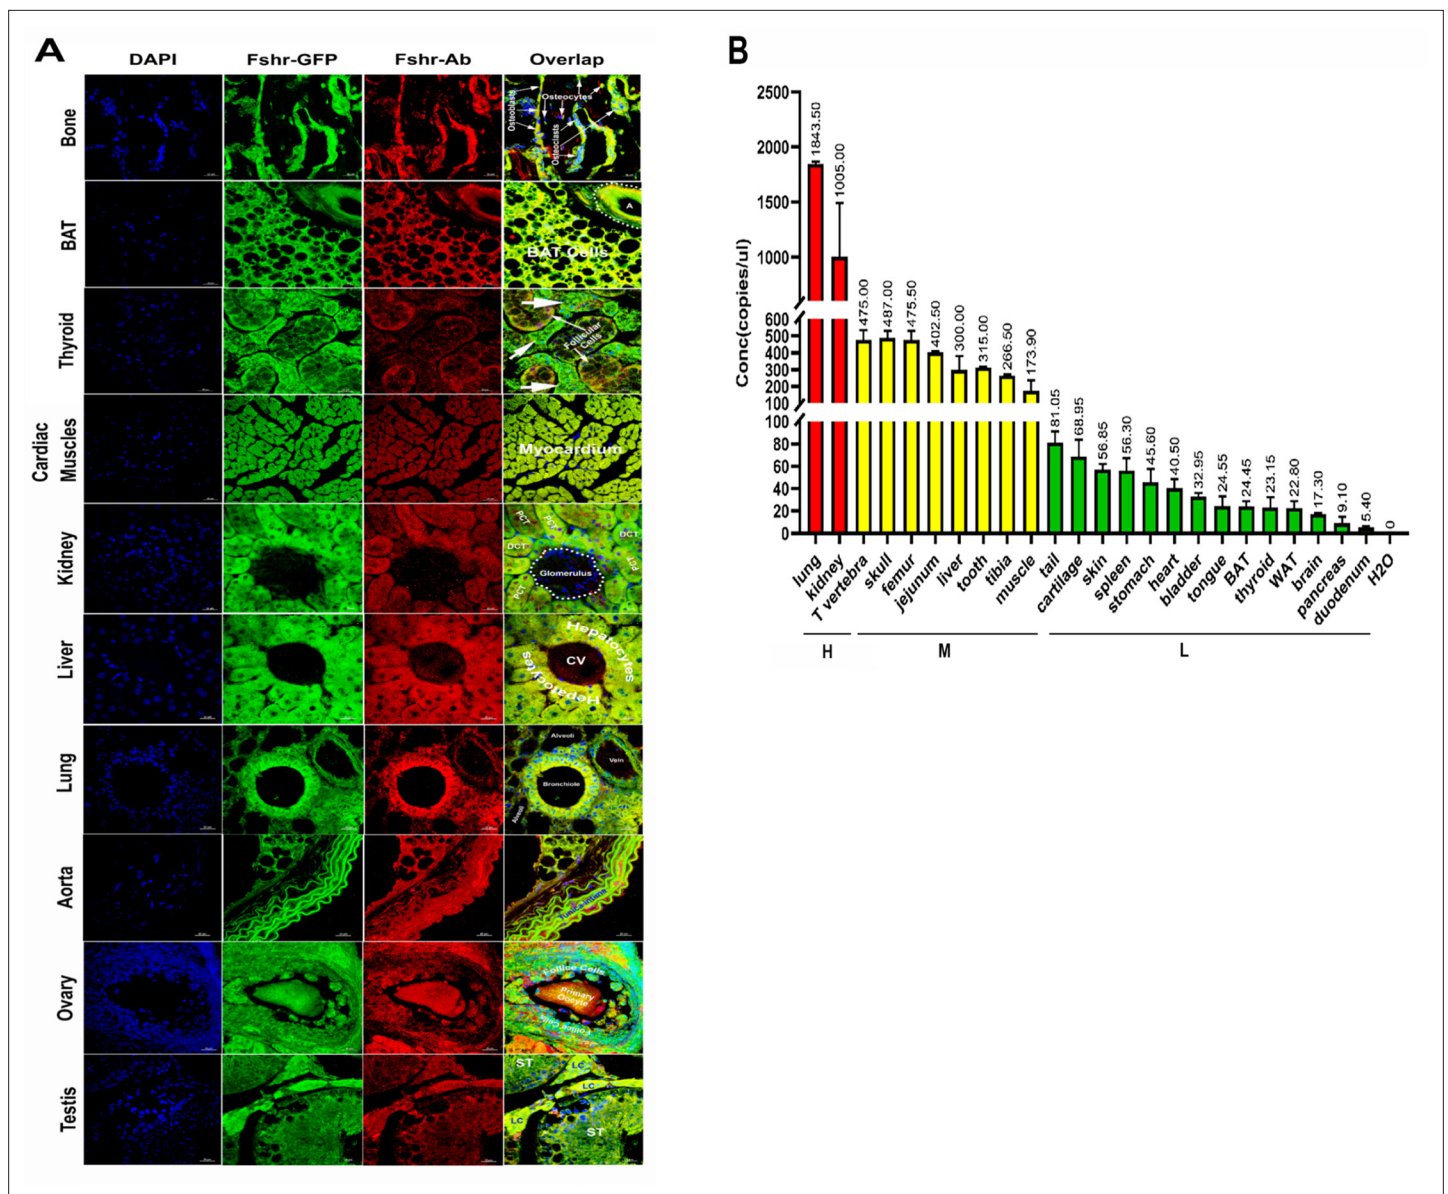 A
DAPI Fshr-GFP Fshr-Ab Overlap
Bone
Osteoblasts
Osteocytes
Osteoclasts
BAT
A
BAT Cells
Thyroid
Follicular
Cells
Cardiac
Muscles
Myocardium
Kidney
PCT
PCT
DCT
DCT
PCT
PCT
Glomerulus
Liver
Hepatocytes
CV
Hepatocytes
Lung
Alveoli
Vein
Bronchiole
Alveoli
Aorta
Tunica-intima
Ovary
Follice Cells
Primary
Oocyte
Follice Cells
Testis
ST
LC
LC
LC
ST
B
Conc(copies/ul)
2500
2000
1500
1000
600
500
400
300
200
100
100
80
60
40
20
0
1843.50
1005.00
475.00
487.00
475.50
402.50
300.00
315.00
266.50
173.90
81.05
68.95
56.85
56.30
45.60
40.50
32.95
24.55
24.45
23.15
22.80
17.30
9.10
5.40
0
lung
kidney
T vertebra
skull
femur
jejunum
liver
tooth
tibia
muscle
tail
cartilage
skin
spleen
stomach
heart
bladder
tongue
BAT
thyroid
WAT
brain
pancreas
duodenum
H2O
H M L